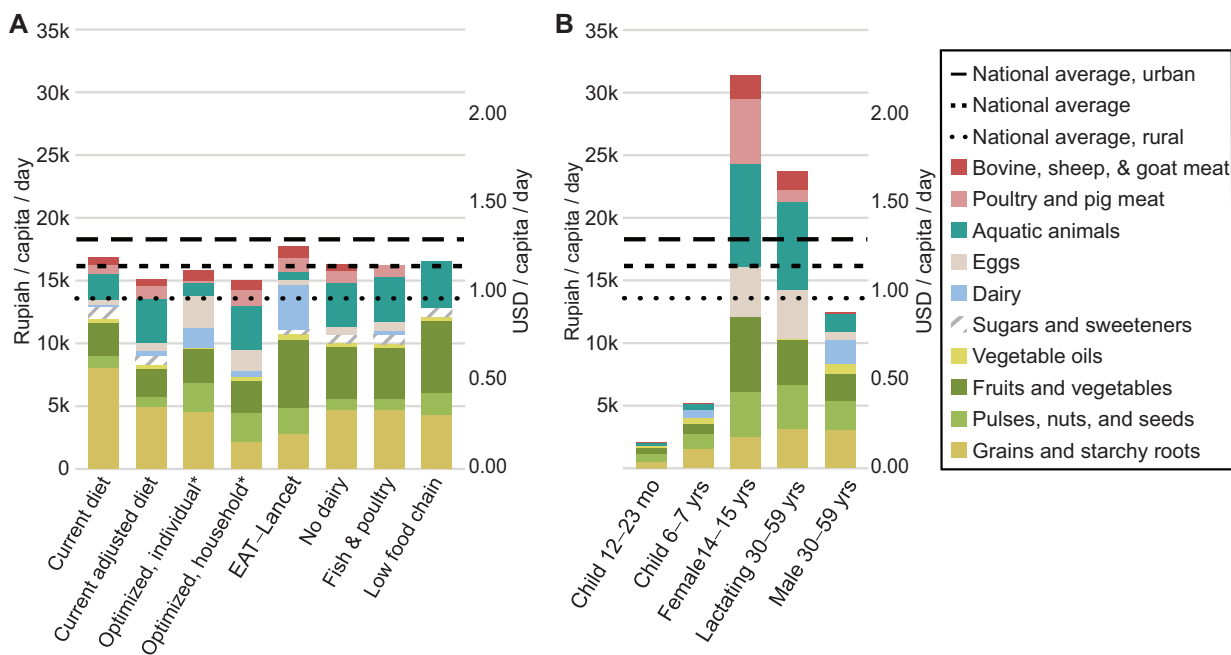 A
35k
30k
25k
20k
15k
10k
5k
0
Rupiah / capita / day
2.00
1.50
1.00
0.50
0.00
USD / capita / day
Current diet
Current adjusted diet
Optimized, individual*
Optimized, household*
EAT–Lancet
No dairy
Fish & poultry
Low food chain
B
35k
30k
25k
20k
15k
10k
5k
Rupiah / capita / day
2.00
1.50
1.00
0.50
0.00
USD / capita / day
Child 12–23 mo
Child 6–7 yrs
Female14–15 yrs
Lactating 30–59 yrs
Male 30–59 yrs
National average, urban
National average
National average, rural
Bovine, sheep, & goat meat
Poultry and pig meat
Aquatic animals
Eggs
Dairy
Sugars and sweeteners
Vegetable oils
Fruits and vegetables
Pulses, nuts, and seeds
Grains and starchy roots